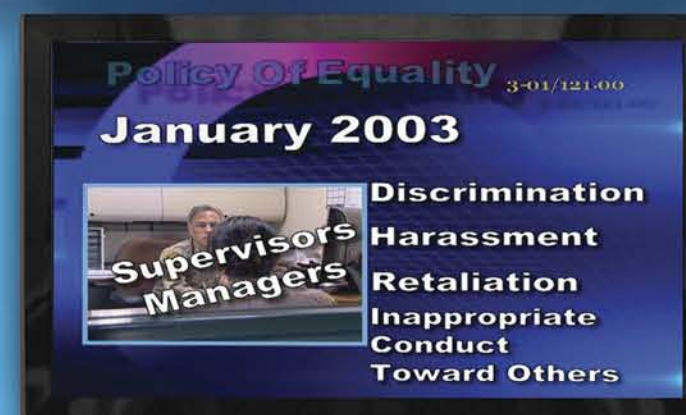 Policy Of Equality 3-01/121.00
January 2003
Supervisors
Managers
Discrimination
Harassment
Retaliation
Inappropriate
Conduct
Toward Others